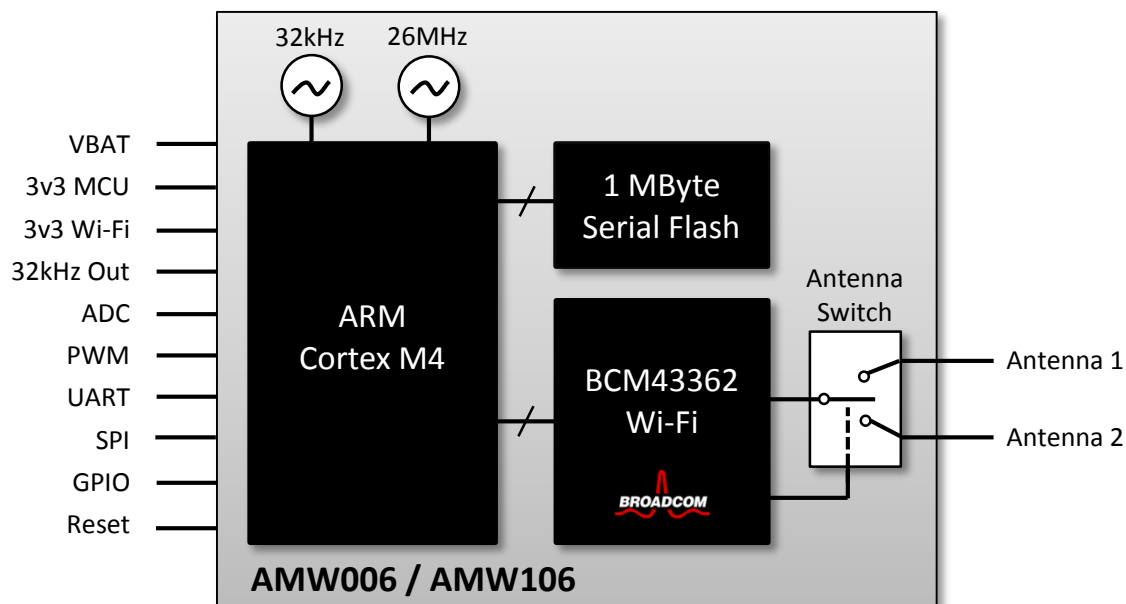 32kHz
26MHz
VBAT
3v3 MCU
3v3 Wi-Fi
32kHz Out
ADC
PWM
UART
SPI
GPIO
Reset
ARM
Cortex M4
1 MByte
Serial Flash
BCM43362
Wi-Fi
BROADCOM
Antenna
Switch
Antenna 1
Antenna 2
AMW006 / AMW106